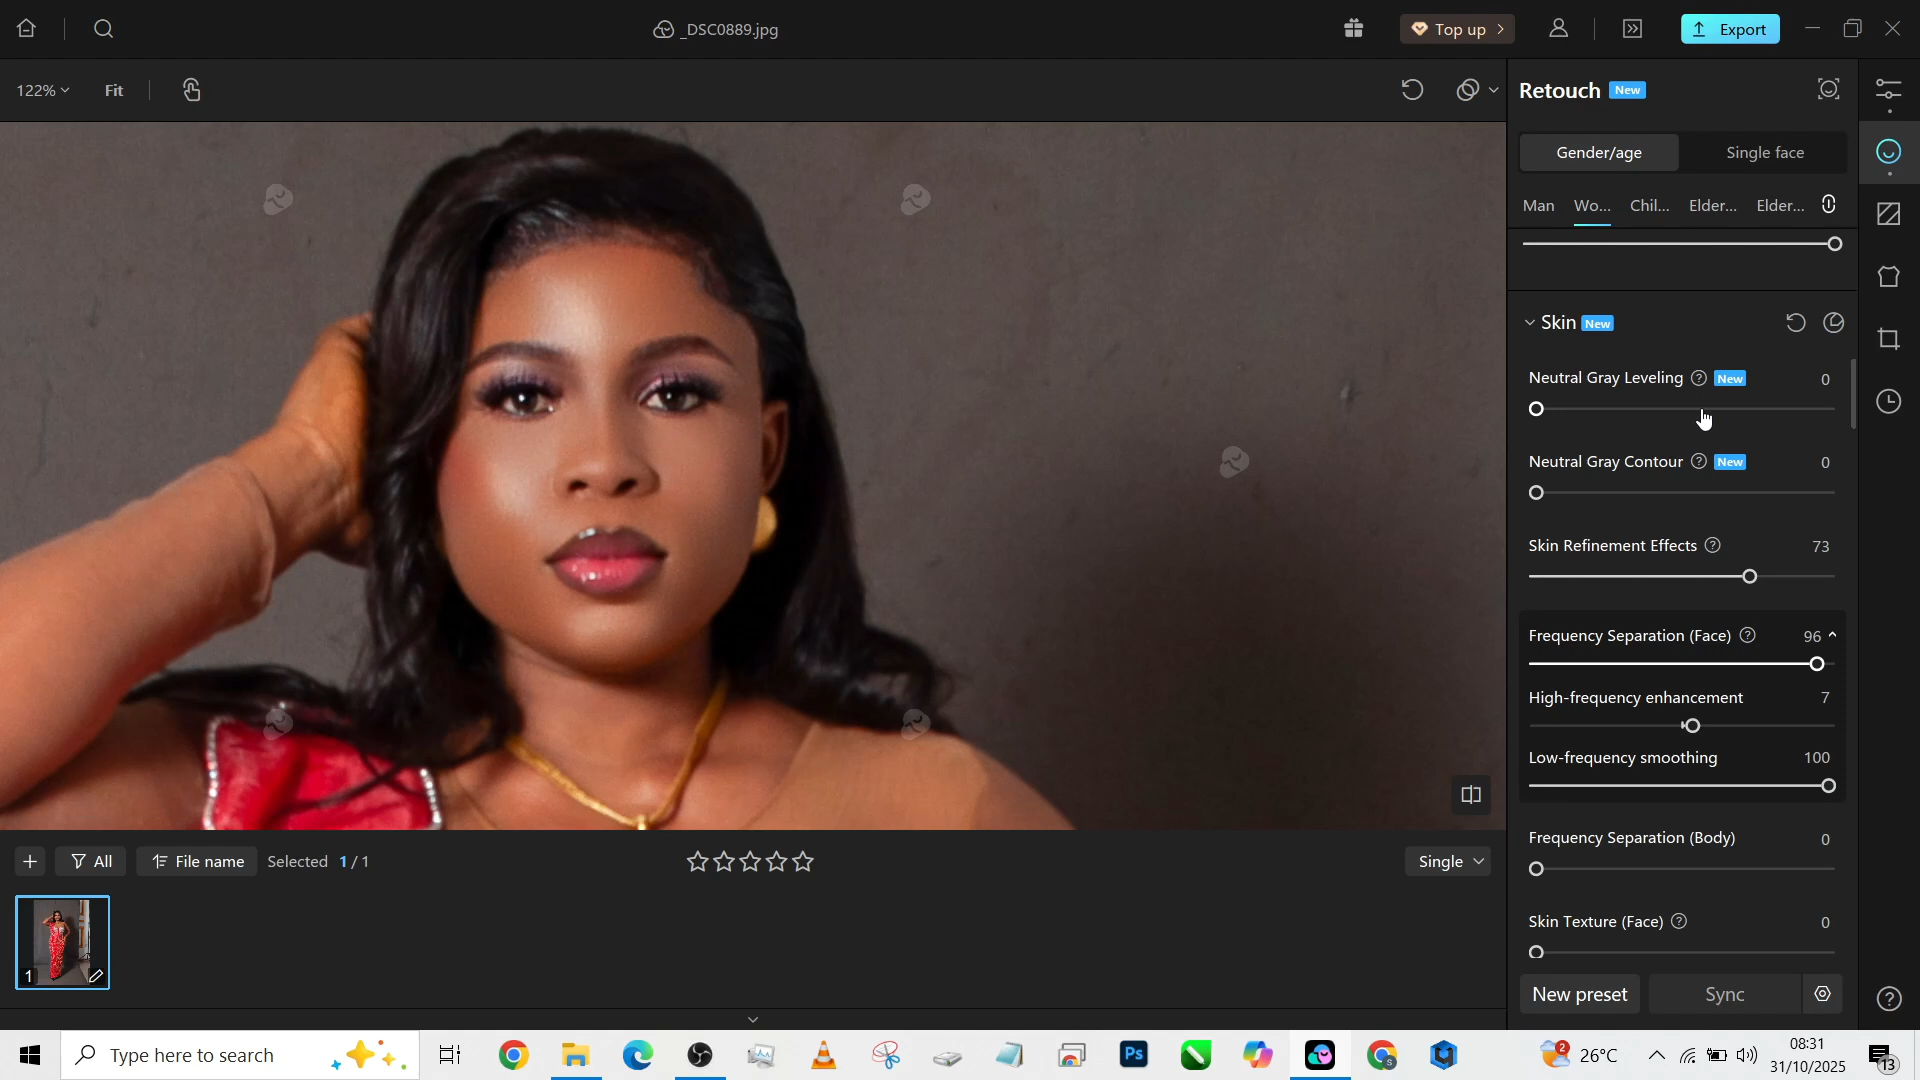 _DSC0889.jpg
Top up
Export
122%
Fit
Retouch New
Gender/age
Single face
Man
Wo...
Chil...
Elder...
Elder...
Skin New
Neutral Gray Leveling New 0
Neutral Gray Contour New 0
Skin Refinement Effects 73
Frequency Separation (Face) 96
High-frequency enhancement 7
Low-frequency smoothing 100
Frequency Separation (Body) 0
Skin Texture (Face) 0
All
File name
Selected 1/1
Single
1
New preset
Sync
Type here to search
Ps
S
2
26°C
08:31
31/10/2025
13